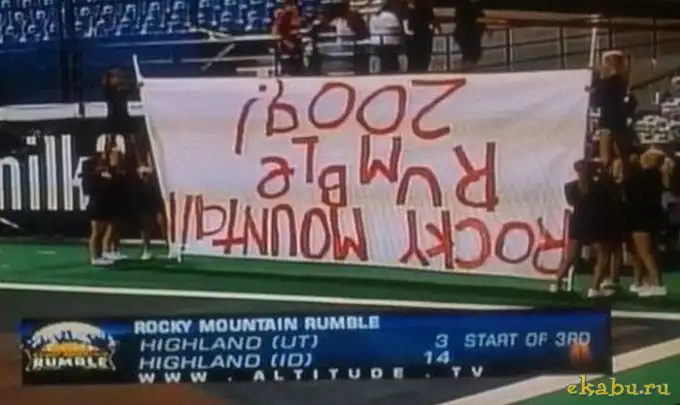 ROCKY MOUNTAIN
RUMBLE
2009!
milk
ROCKY MOUNTAIN RUMBLE
HIGHLAND (UT) 3 START OF 3RD
HIGHLAND (ID) 14
WWW.ALTITUDE.TV
RUMBLE
ekabu.ru